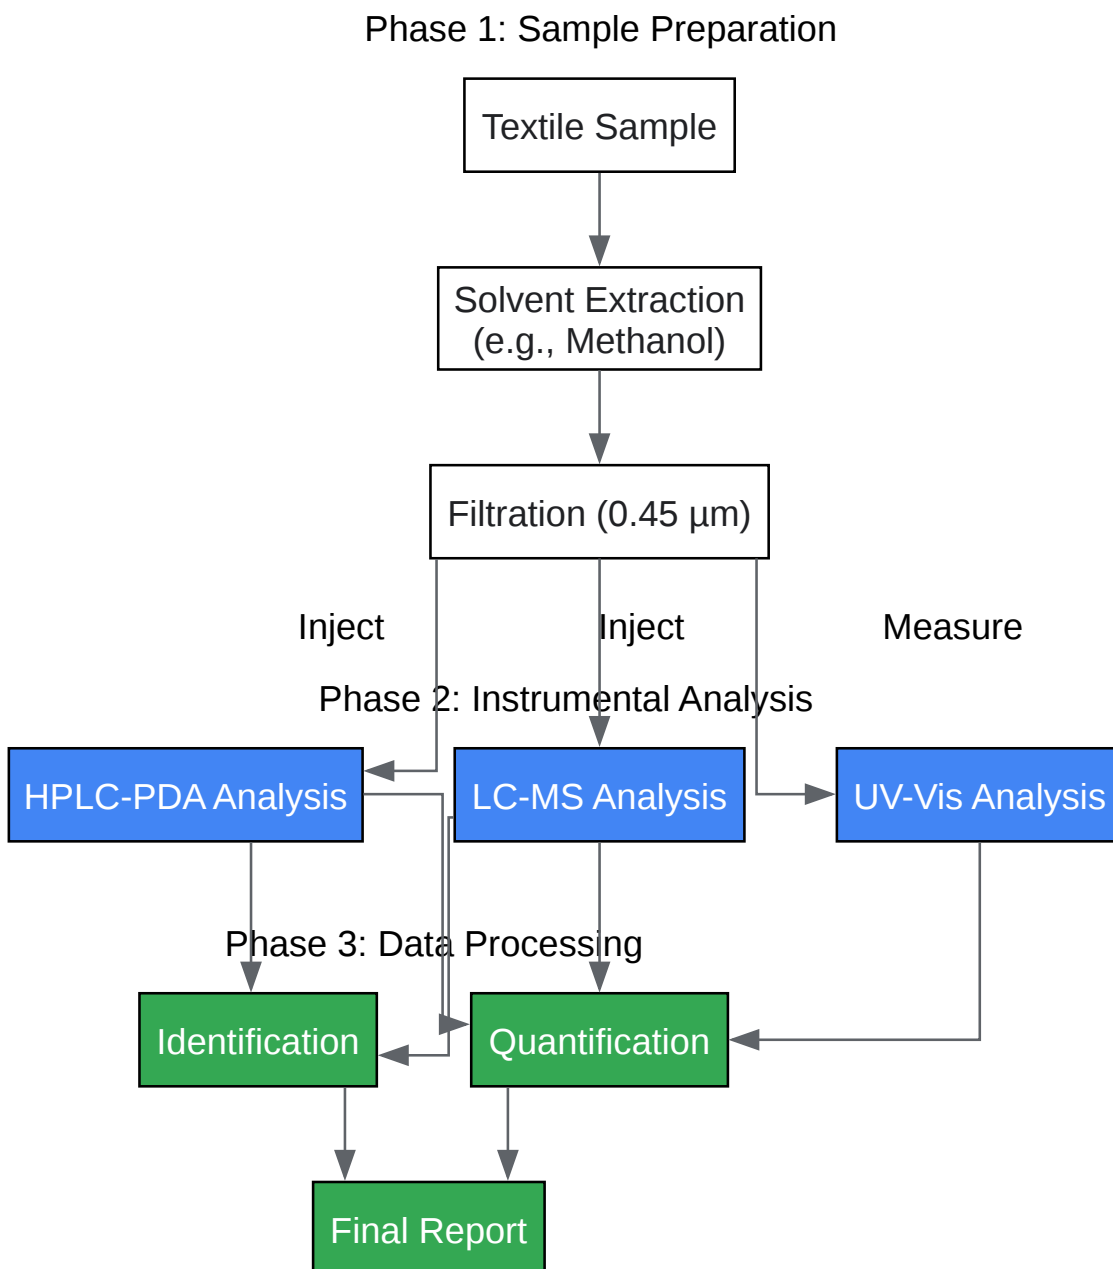 Phase 1: Sample Preparation
Textile Sample
Solvent Extraction
(e.g., Methanol)
Filtration (0.45 µm)
Inject
Inject
Measure
Phase 2: Instrumental Analysis
HPLC-PDA Analysis
LC-MS Analysis
UV-Vis Analysis
Phase 3: Data Processing
Identification
Quantification
Final Report